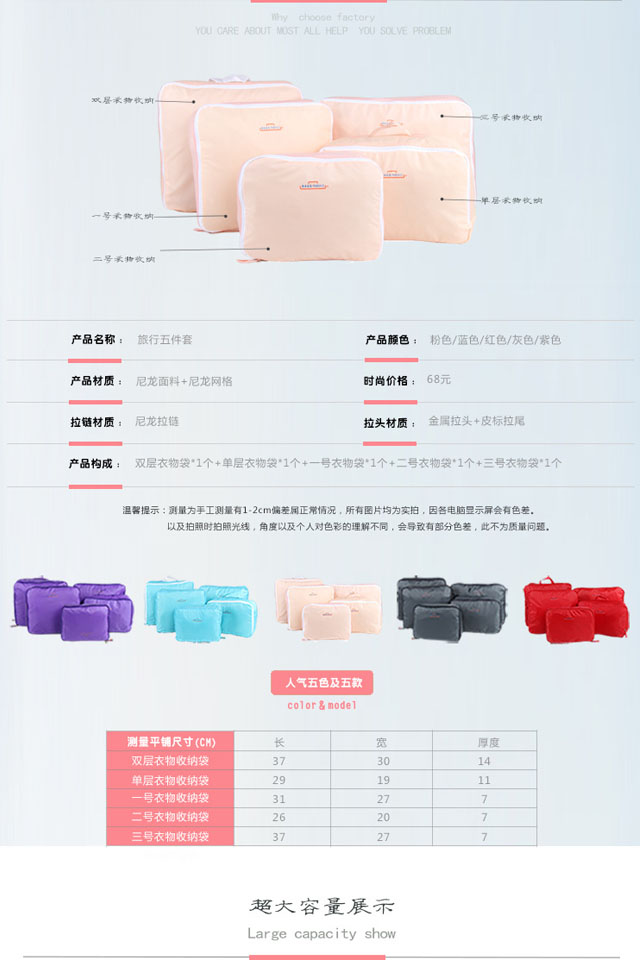 Why choose factory
YOU CARE ABOUT MOST ALL HELP YOU SOLVE PROBLEM
双层衣物收纳
三号衣物收纳
单层衣物收纳
一号衣物收纳
二号衣物收纳
产品名称： 旅行五件套 产品颜色： 粉色/蓝色/红色/灰色/紫色
产品材质： 尼龙面料+尼龙网格 时尚价格： 68元
拉链材质： 尼龙拉链 拉头材质： 金属拉头+皮标拉尾
产品构成： 双层衣物袋*1个+单层衣物袋*1个+一号衣物袋*1个+二号衣物袋*1个+三号衣物袋*1个
温馨提示：测量为手工测量有1-2cm偏差属正常情况，所有图片均为实拍，因各电脑显示屏会有色差。
以及拍照时拍照光线，角度以及个人对色彩的理解不同，会导致有部分色差，此不为质量问题。
人气五色及五款
color&model
测量平铺尺寸(CM) 长 宽 厚度
双层衣物收纳袋 37 30 14
单层衣物收纳袋 29 19 11
一号衣物收纳袋 31 27 7
二号衣物收纳袋 26 20 7
三号衣物收纳袋 37 27 7
超大容量展示
Large capacity show